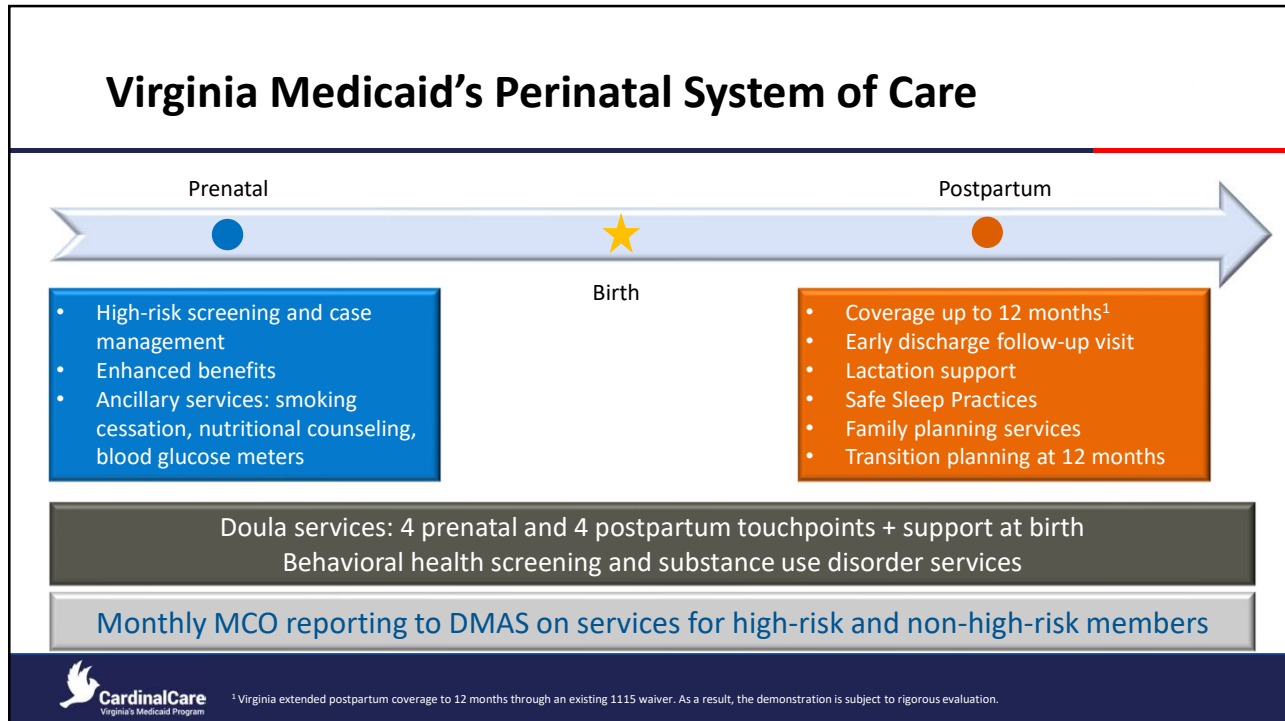 Virginia Medicaid’s Perinatal System of Care
Prenatal
Postpartum
Birth
• High-risk screening and case
management
• Enhanced benefits
• Ancillary services: smoking
cessation, nutritional counseling,
blood glucose meters
• Coverage up to 12 months¹
• Early discharge follow-up visit
• Lactation support
• Safe Sleep Practices
• Family planning services
• Transition planning at 12 months
Doula services: 4 prenatal and 4 postpartum touchpoints + support at birth
Behavioral health screening and substance use disorder services
Monthly MCO reporting to DMAS on services for high-risk and non-high-risk members
CardinalCare
Virginia's Medicaid Program
¹ Virginia extended postpartum coverage to 12 months through an existing 1115 waiver. As a result, the demonstration is subject to rigorous evaluation.